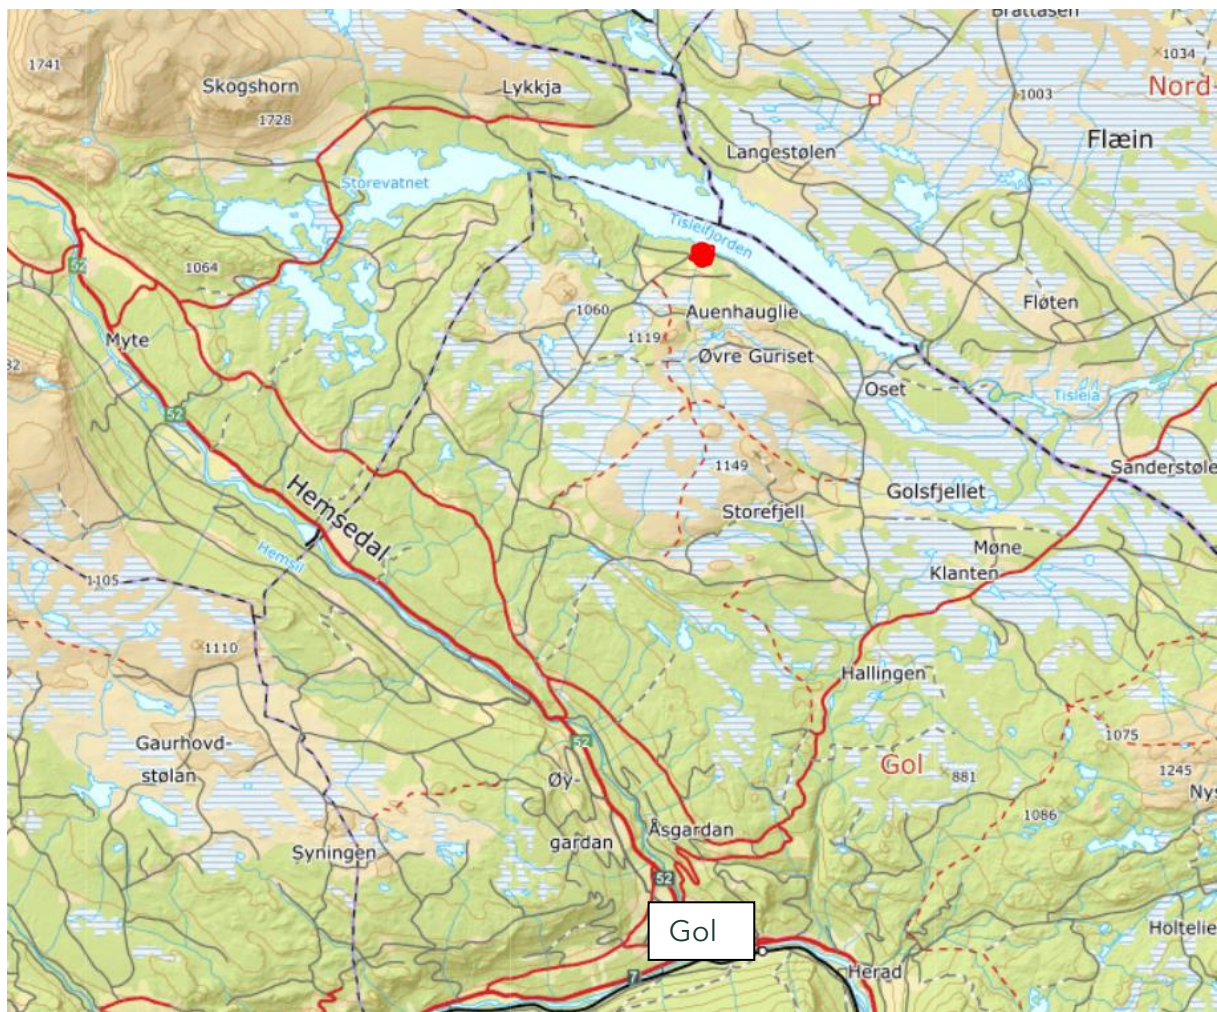 Brattåsen
1741
1034
Skogshorn
Lykkja
Nord-
1003
1728
Flæin
Langestølen
Storevatnet
Tisleifjorden
52
1064
Fløten
1060
Auenhauglie
1119
Myte
Øvre Guriset
Oset
Tisleia
52
1149
Sanderstøle
Golsfjellet
Hemsedal
Storefjell
Møne
Hemsil
Klanten
1105
1110
Hallingen
1075
Gaurhovd-
stølan
52
Gol
881
1245
Øy-
gardan
Nys
1086
Åsgardan
Syningen
52
Gol
Holtelie
7
Herad